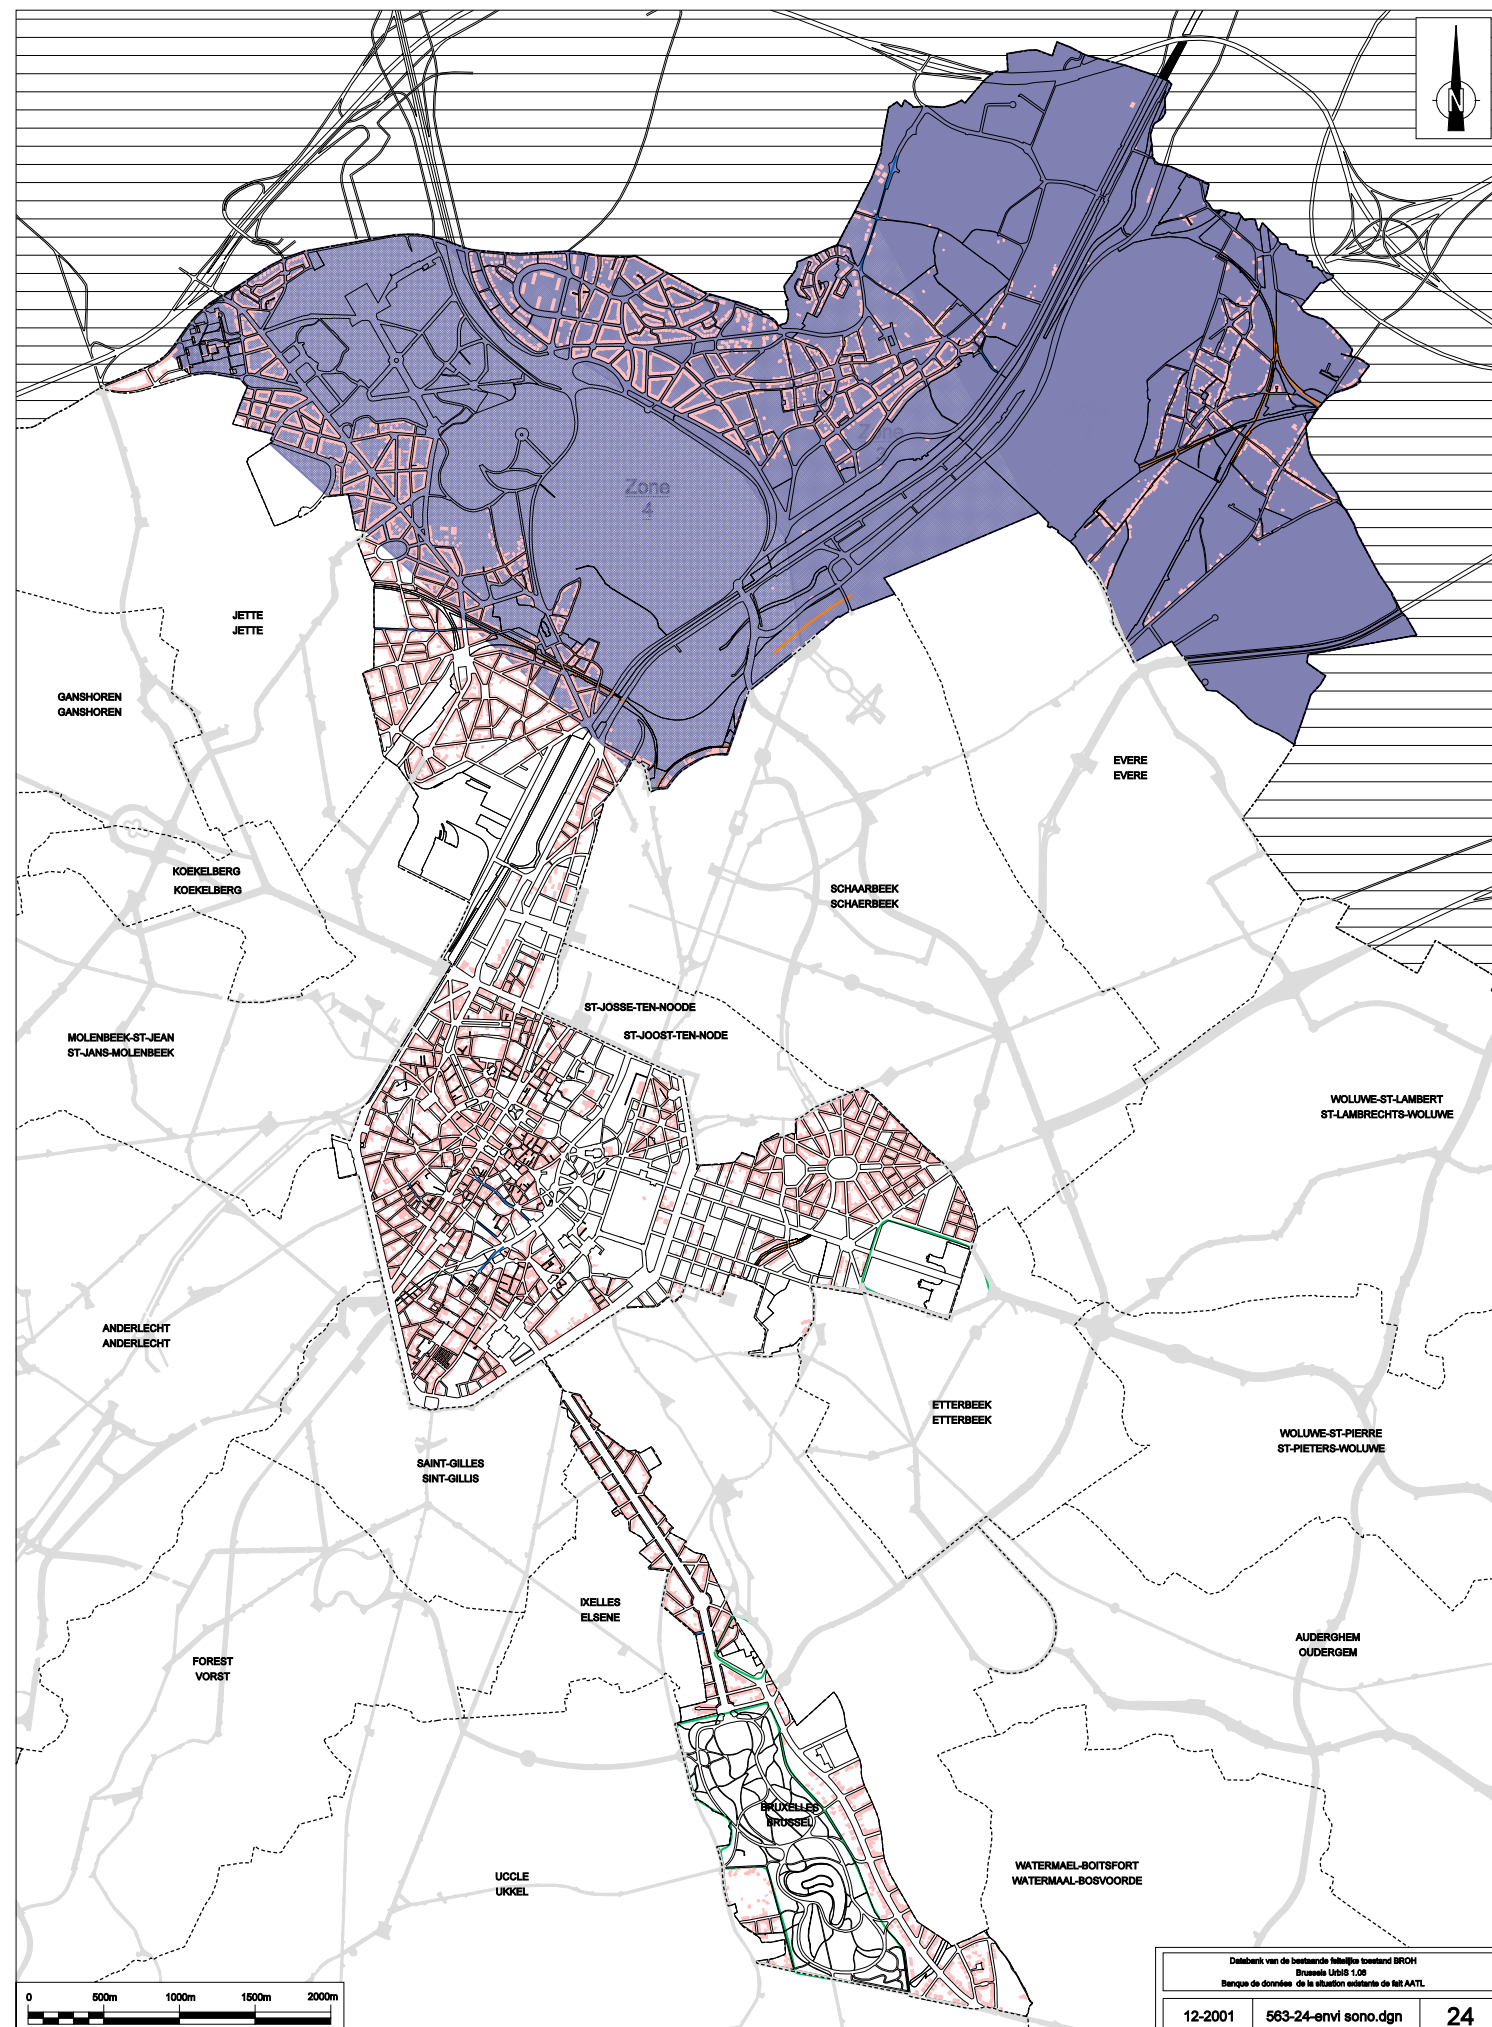 N
Zone
4
Zone
JETTE
JETTE
GANSHOREN
GANSHOREN
EVERE
EVERE
KOEKELBERG
KOEKELBERG
SCHAARBEEK
SCHAERBEEK
ST-JOSSE-TEN-NOODE
ST-JOOST-TEN-NODE
MOLENBEEK-ST-JEAN
ST-JANS-MOLENBEEK
WOLUWE-ST-LAMBERT
ST-LAMBRECHTS-WOLUWE
ANDERLECHT
ANDERLECHT
ETTERBEEK
ETTERBEEK
WOLUWE-ST-PIERRE
ST-PIETERS-WOLUWE
SAINT-GILLES
SINT-GILLIS
IXELLES
ELSENE
AUDERGHEM
OUDERGEM
FOREST
VORST
BRUXELLES
BRUSSEL
WATERMAEL-BOITSFORT
WATERMAAL-BOSVOORDE
UCCLE
UKKEL
0 500m 1000m 1500m 2000m
Databank van de bestaande feitelijke toestand BROH
Brussels UrbIS 1.06
Banque de données de la situation existante de fait AATL
12-2001 563-24-envi sono.dgn 24